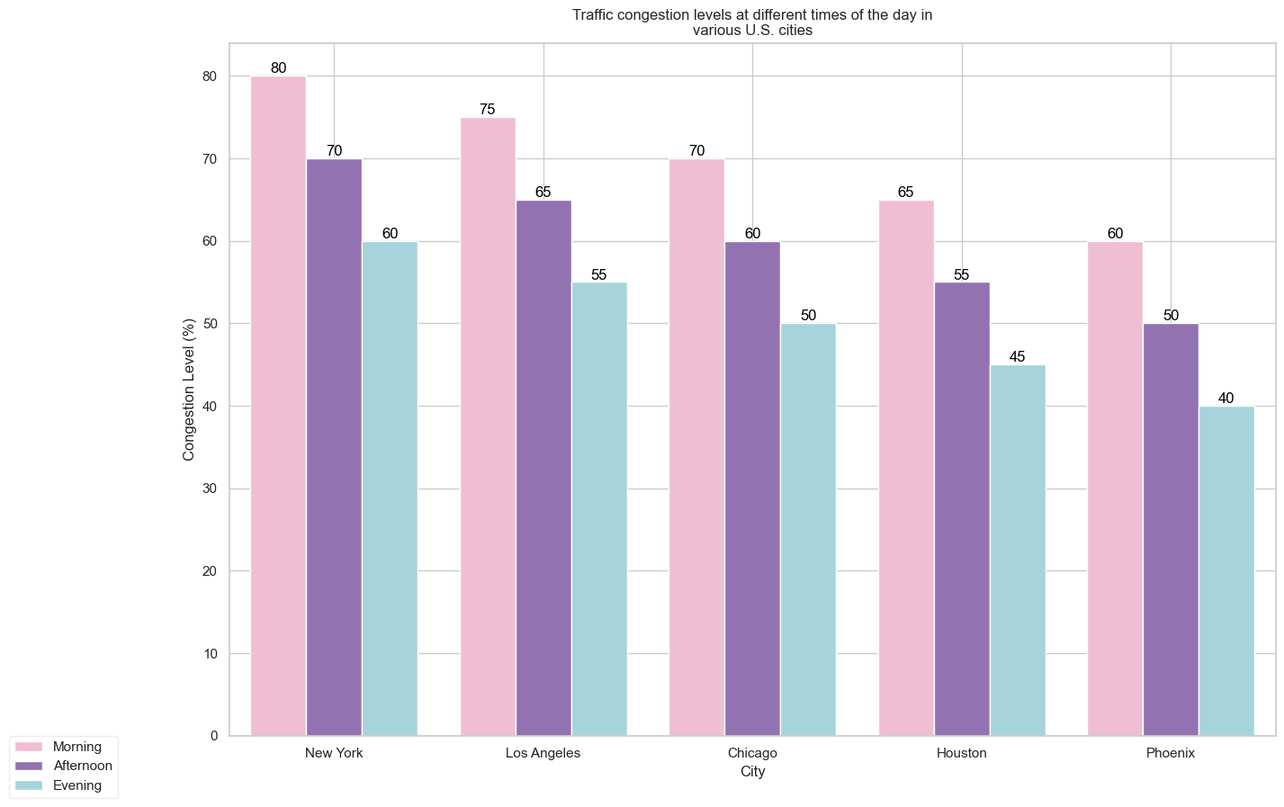 Traffic congestion levels at different times of the day in
various U.S. cities
80
70
60
50
40
30
20
10
0
Congestion Level (%)
80
70
60
75
65
55
70
60
50
65
55
45
60
50
40
New York
Los Angeles
Chicago
Houston
Phoenix
City
Morning
Afternoon
Evening